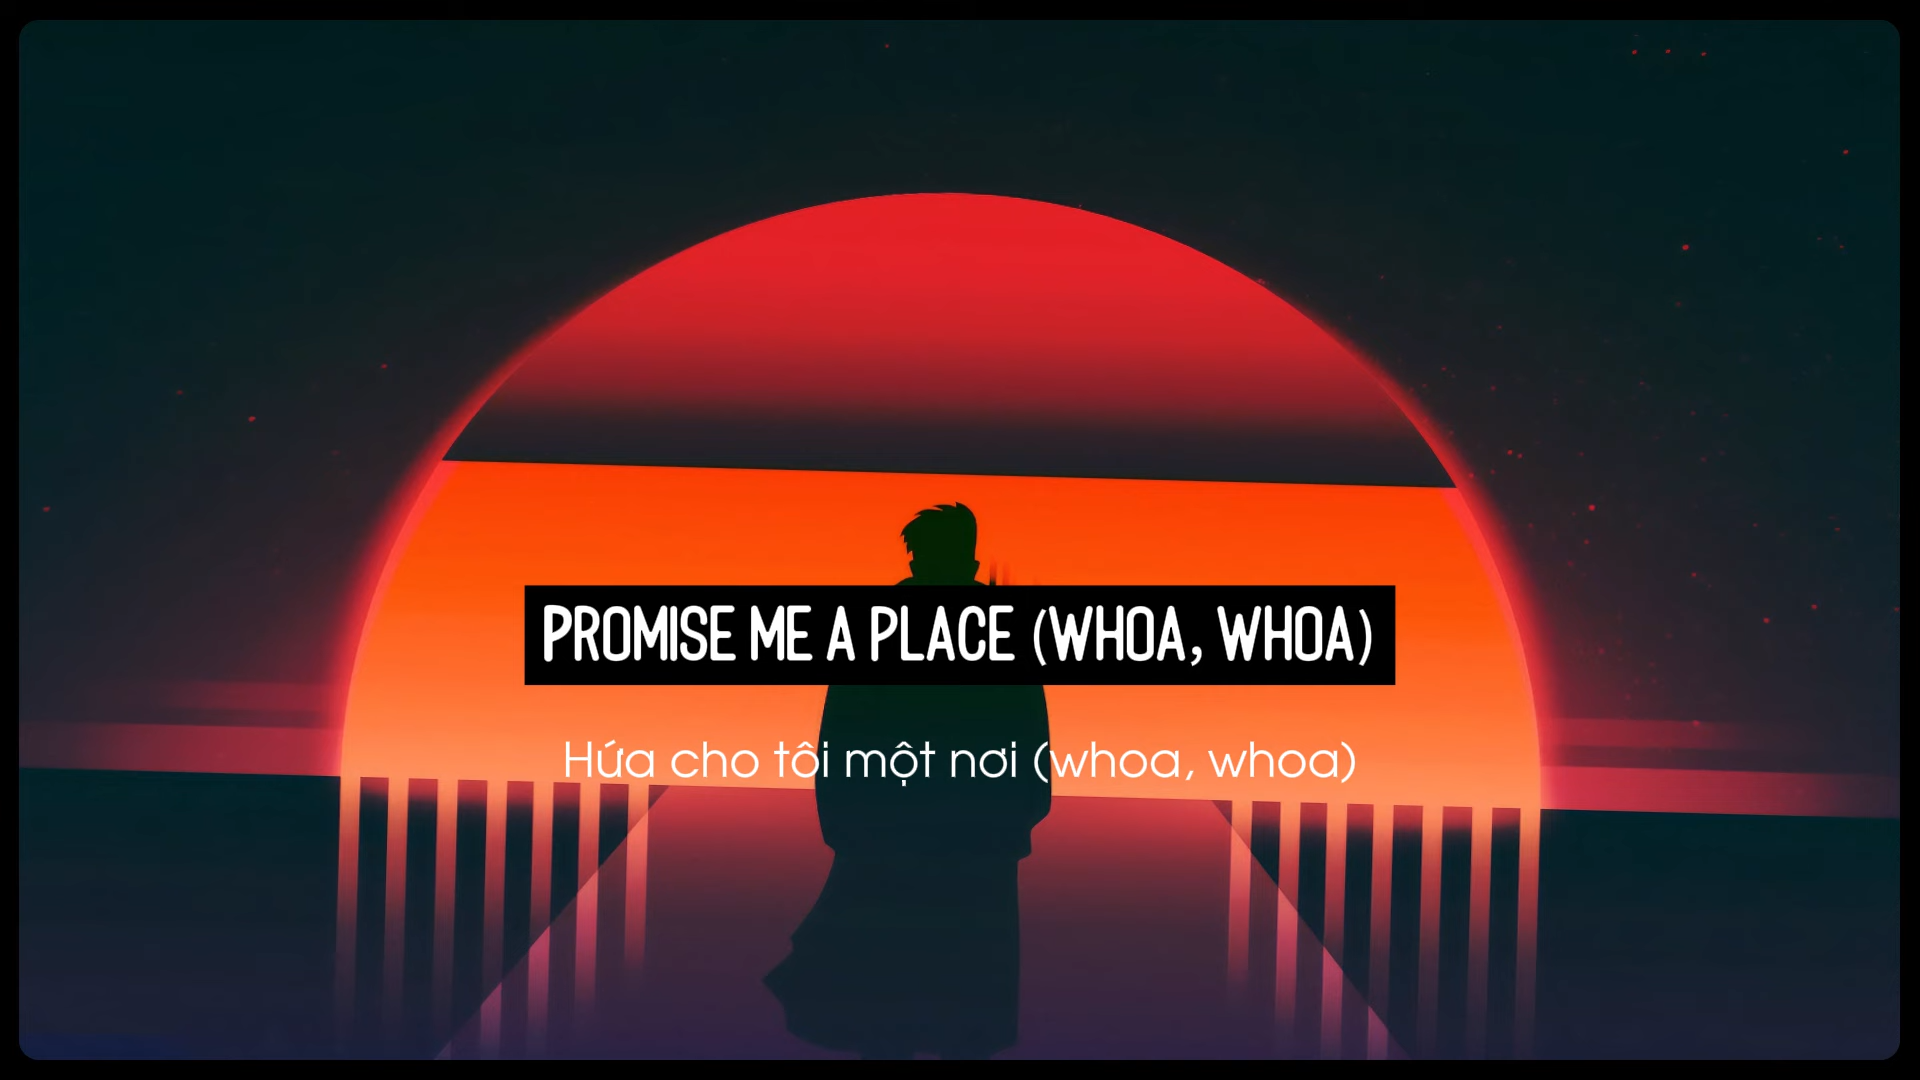 PROMISE ME A PLACE (WHOA, WHOA)
Hứa cho tôi một nơi (whoa, whoa)